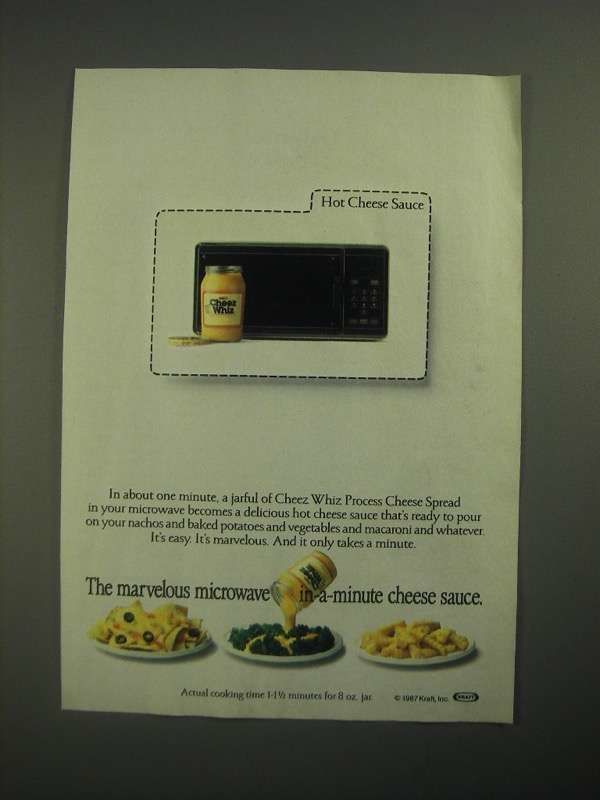 Hot Cheese Sauce
Cheez
Whiz
In about one minute, a jarful of Cheez Whiz Process Cheese Spread
in your microwave becomes a delicious hot cheese sauce that's ready to pour
on your nachos and baked potatoes and vegetables and macaroni and whatever.
It's easy. It's marvelous. And it only takes a minute.
The marvelous microwave in-a-minute cheese sauce.
Actual cooking time 1-1½ minutes for 8 oz. jar. © 1987 Kraft, Inc. KRAFT